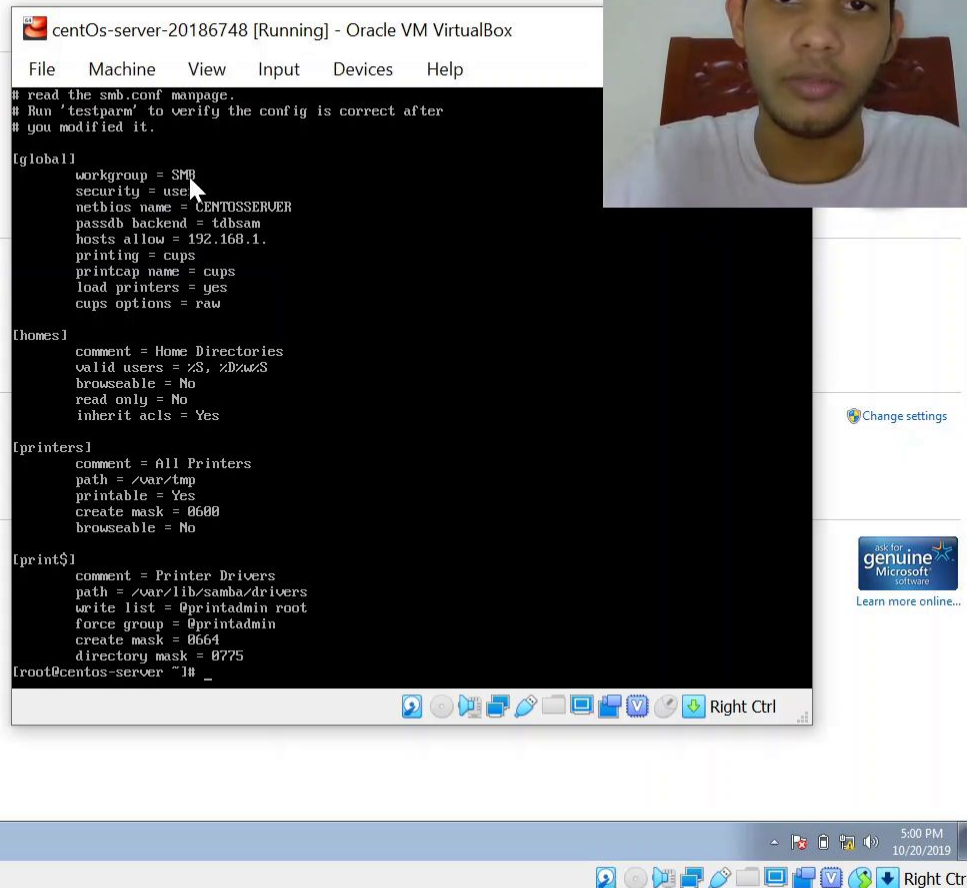 centOs-server-20186748 [Running] - Oracle VM VirtualBox
File Machine View Input Devices Help
# read the smb.conf manpage.
# Run 'testparm' to verify the config is correct after
# you modified it.
[global]
workgroup = SMB
security = use
netbios name = CENTOSSERVER
passdb backend = tdbsam
hosts allow = 192.168.1.
printing = cups
printcap name = cups
load printers = yes
cups options = raw
[homes]
comment = Home Directories
valid users = %S, %D%w%S
browseable = No
read only = No
inherit acls = Yes
[printers]
comment = All Printers
path = /var/tmp
printable = Yes
create mask = 0600
browseable = No
[print$]
comment = Printer Drivers
path = /var/lib/samba/drivers
write list = @printadmin root
force group = @printadmin
create mask = 0664
directory mask = 0775
[root@centos-server ~]# _
Right Ctrl
Change settings
ask for
genuine
Microsoft
software
Learn more online...
5:00 PM
10/20/2019
Right Ctr